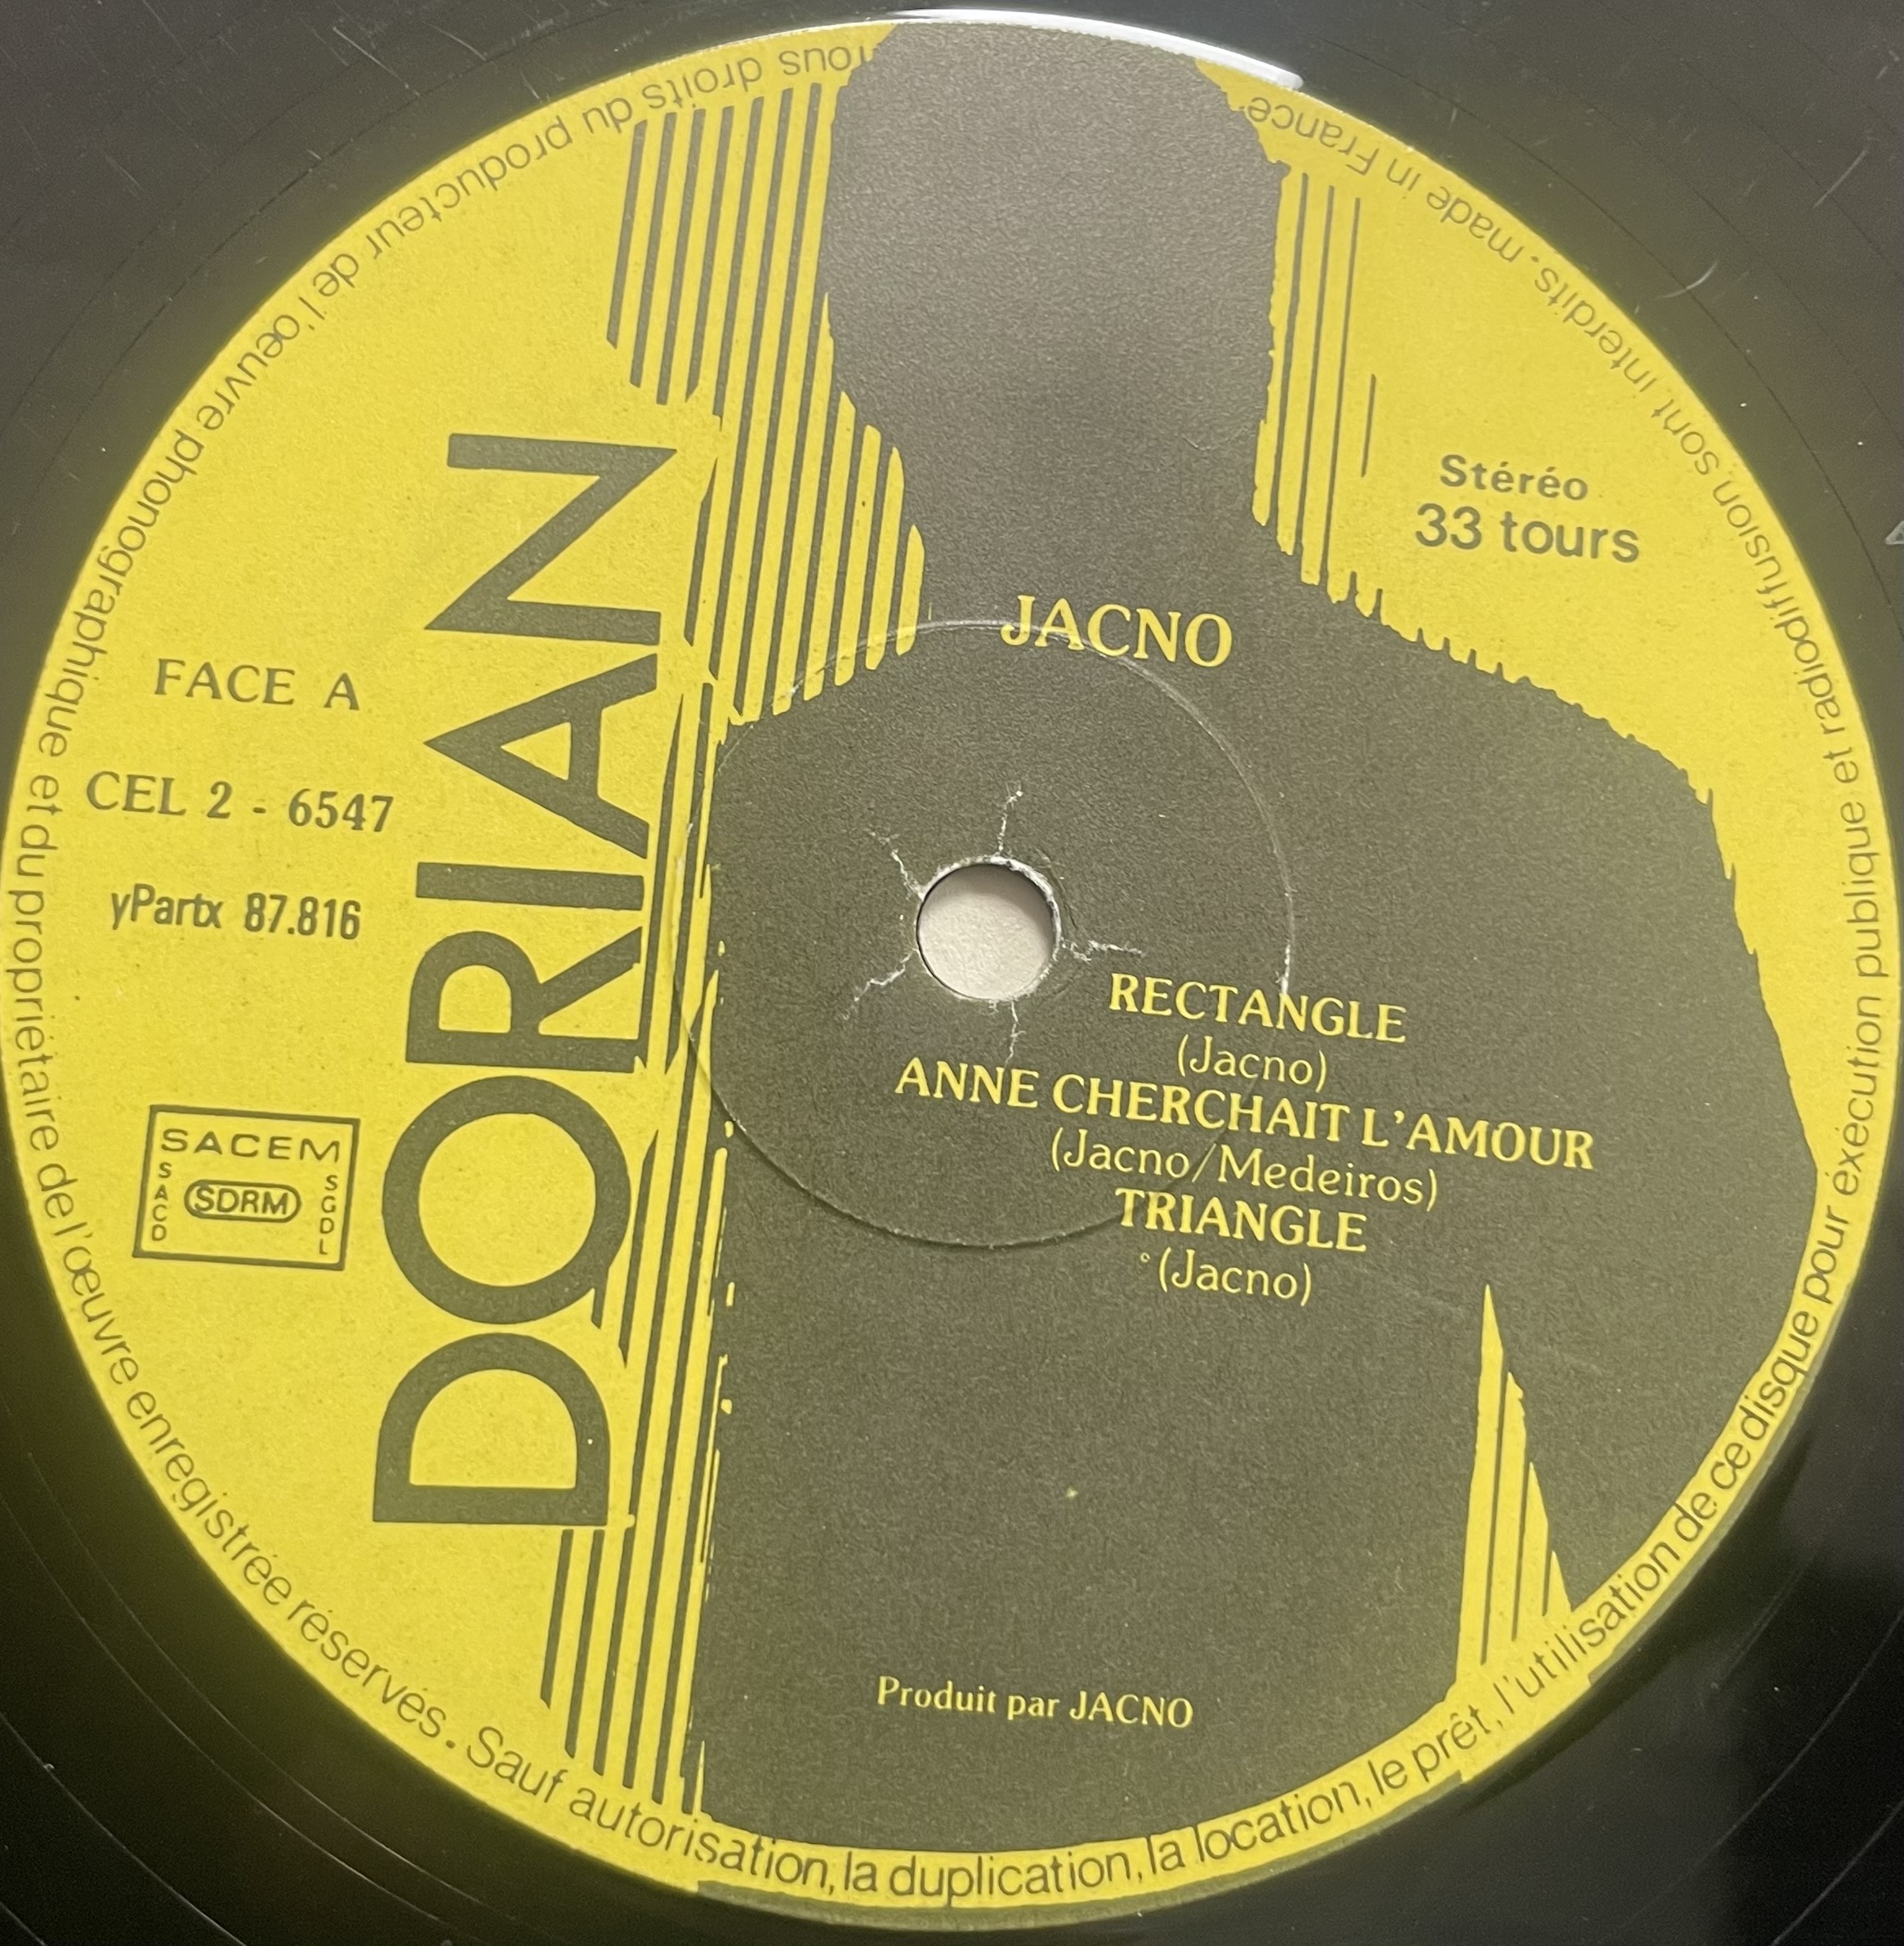 DORIAN
FACE A
CEL 2 - 6547
yPartx 87.816
SACEM
SACD
SDRM
SGDL
Stéréo
33 tours
JACNO
RECTANGLE
(Jacno)
ANNE CHERCHAIT L'AMOUR
(Jacno/Medeiros)
TRIANGLE
(Jacno)
Produit par JACNO
Tous droits du producteur de l'œuvre phonographique et du propriétaire de l'œuvre enregistrée réservés. Sauf autorisation, la duplication, la location, le prêt, l'utilisation de ce disque pour éxécution publique et radiodiffusion sont interdits. made in France.